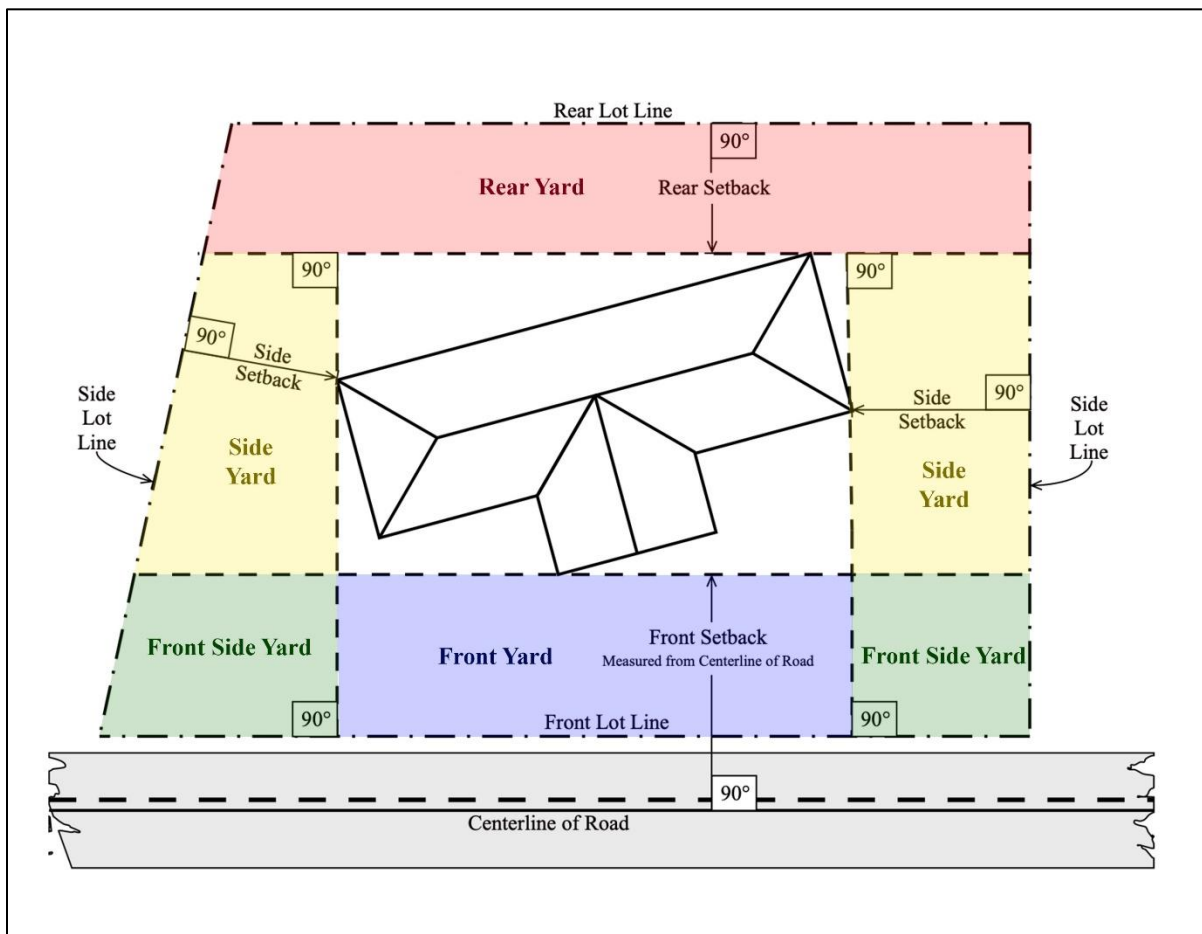 Rear Lot Line
90°
Rear Yard
Rear Setback
90°
90°
90°
Side
Setback
90°
Side
Setback
Side
Lot
Line
Side
Lot
Line
Side
Yard
Side
Yard
Front Side Yard
Front Yard
Front Setback
Measured from Centerline of Road
Front Side Yard
90°
Front Lot Line
90°
90°
Centerline of Road